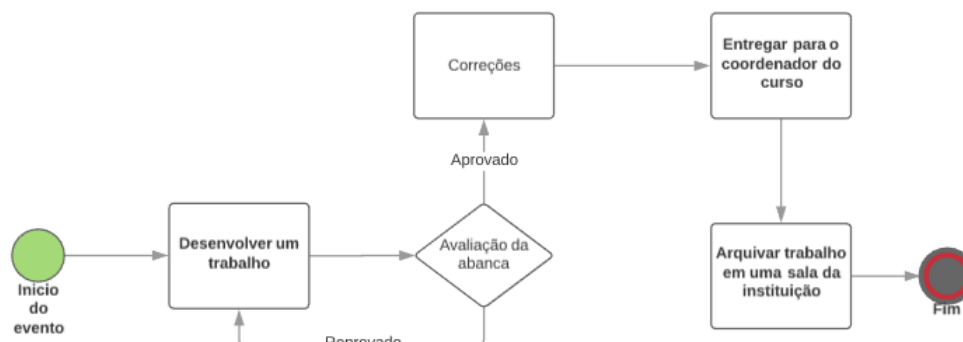 Correções
Entregar para o
coordenador do
curso
Aprovado
Desenvolver um
trabalho
Avaliação da
abanca
Arquivar trabalho
em uma sala da
instituição
Inicio
do
evento
Fim
Reprovado